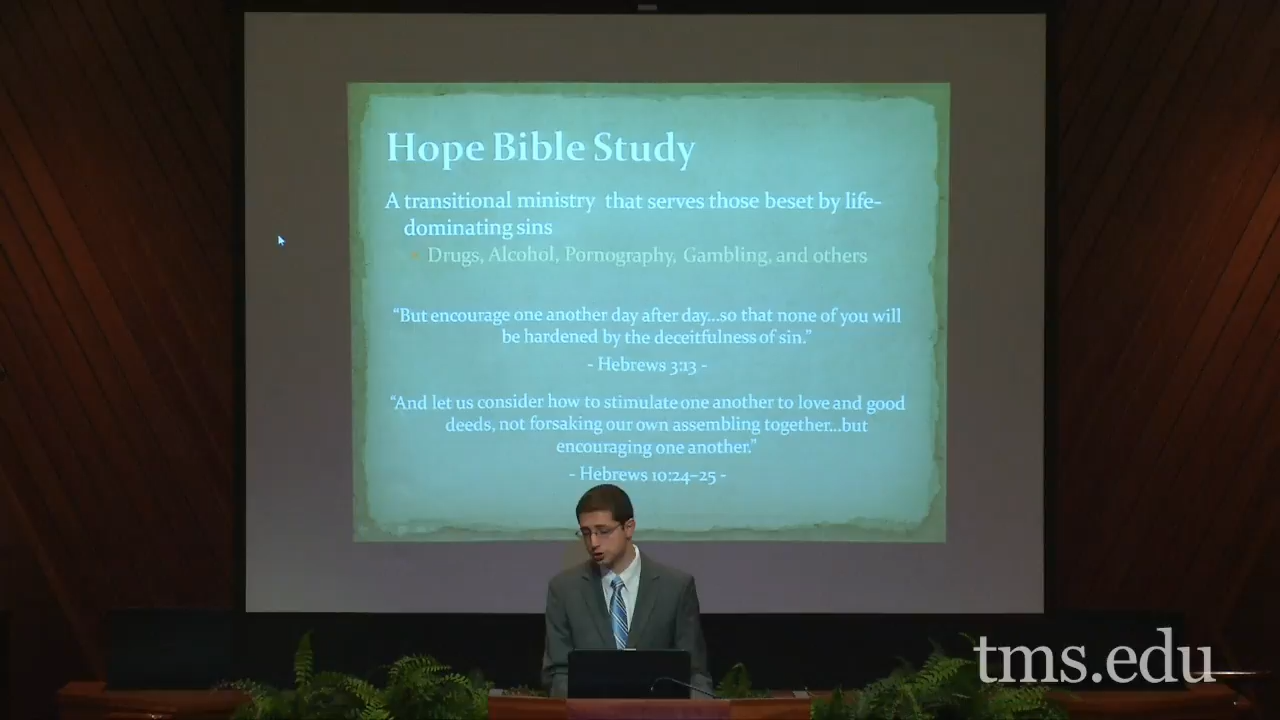 Hope Bible Study
A transitional ministry that serves those beset by life-
dominating sins
Drugs, Alcohol, Pornography, Gambling, and others
“But encourage one another day after day...so that none of you will
be hardened by the deceitfulness of sin.”
- Hebrews 3:13 -
“And let us consider how to stimulate one another to love and good
deeds, not forsaking our own assembling together...but
encouraging one another.”
- Hebrews 10:24–25 -
tms.edu